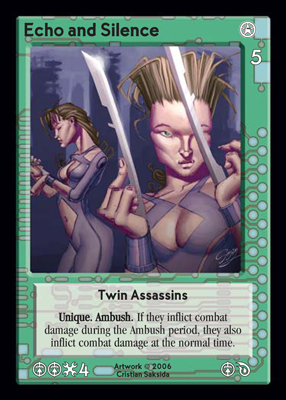 Echo and Silence
5
Twin Assassins
Unique. Ambush. If they inflict combat
damage during the Ambush period, they also
inflict combat damage at the normal time.
4
Artwork © 2006
Cristian Saksida